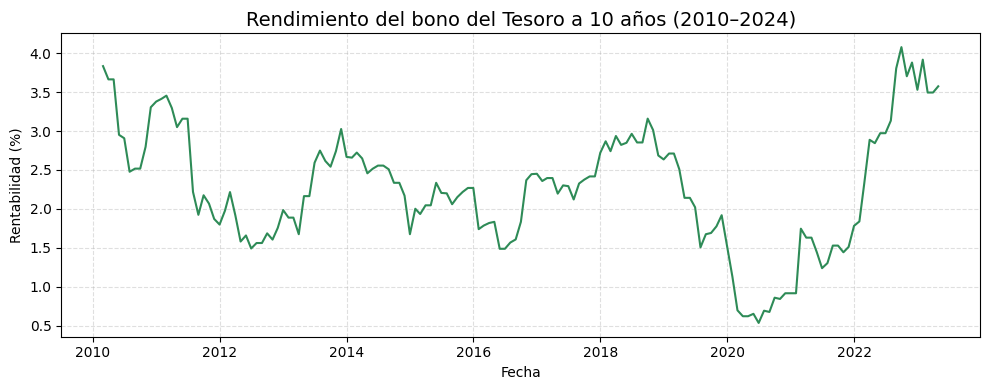 Rendimiento del bono del Tesoro a 10 años (2010–2024)
Rentabilidad (%)
4.0
3.5
3.0
2.5
2.0
1.5
1.0
0.5
2010 2012 2014 2016 2018 2020 2022
Fecha